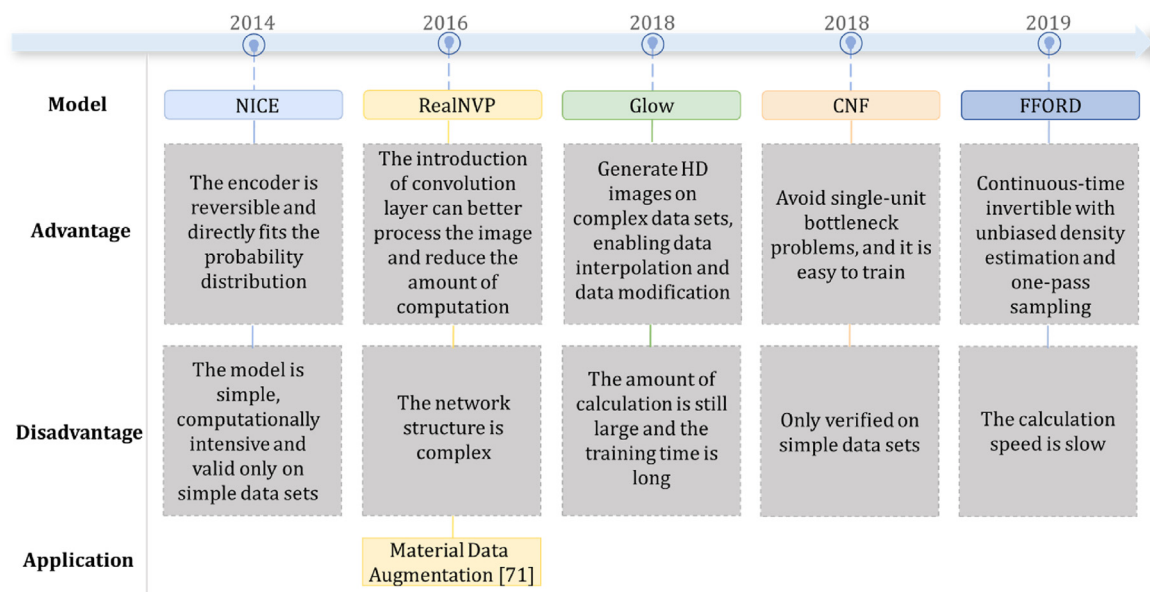 2014
2016
2018
2018
2019
Model
NICE
RealNVP
Glow
CNF
FFORD
Advantage
The encoder is
reversible and
directly fits the
probability
distribution
The introduction
of convolution
layer can better
process the image
and reduce the
amount of
computation
Generate HD
images on
complex data sets,
enabling data
interpolation and
data modification
Avoid single-unit
bottleneck
problems, and it is
easy to train
Continuous-time
invertible with
unbiased density
estimation and
one-pass
sampling
Disadvantage
The model is
simple,
computationally
intensive and
valid only on
simple data sets
The network
structure is
complex
The amount of
calculation is still
large and the
training time is
long
Only verified on
simple data sets
The calculation
speed is slow
Application
Material Data
Augmentation [71]